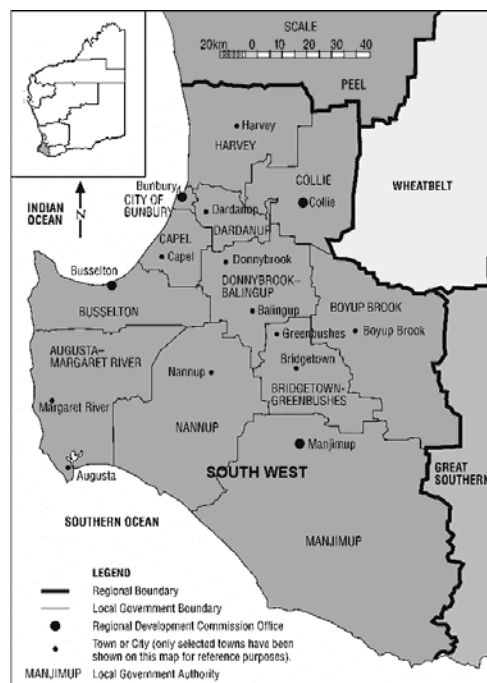 SCALE
20km 0 20 40
PEEL
Harvey
HARVEY
COLLIE
Collie
WHEATBELT
Bunbury
CITY OF
BUNBURY
INDIAN
OCEAN
N
Dardanup
DARDANUP
CAPEL
Capel
Donnybrook
DONNYBROOK–
BALINGUP
Busselton
BUSSELTON
Balingup
BOYUP BROOK
Boyup Brook
Greenbushes
Bridgetown
BRIDGETOWN-
GREENBUSHES
AUGUSTA–
MARGARET RIVER
Nannup
Margaret River
NANNUP
Manjimup
GREAT
SOUTHERN
SOUTH WEST
Augusta
SOUTHERN OCEAN
MANJIMUP
LEGEND
Regional Boundary
Local Government Boundary
Regional Development Commission Office
Town or City (only selected towns have been
shown on this map for reference purposes).
MANJIMUP Local Government Authority